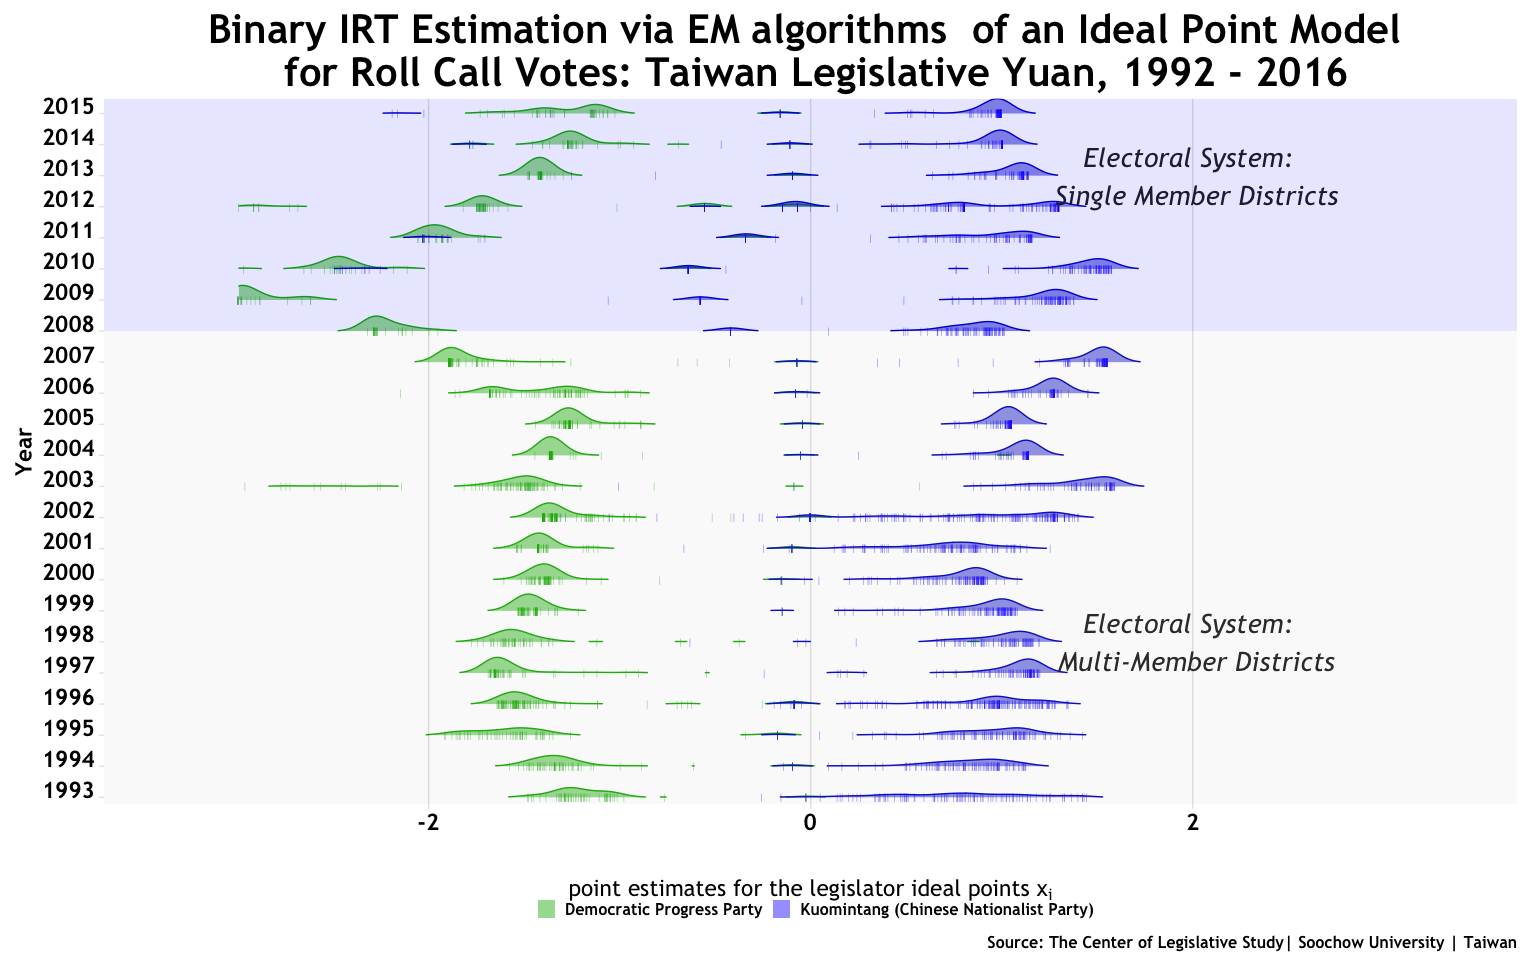 Binary IRT Estimation via EM algorithms  of an Ideal Point Model
for Roll Call Votes: Taiwan Legislative Yuan, 1992 - 2016
2015
2014
Electoral System:
2013
Single Member Districts
2012
2011
2010
2009
2008
2007
2006
2005
Year
2004
2003
2002
2001
2000
1999
Electoral System:
1998
Multi-Member Districts
1997
1996
1995
1994
1993
-2 0 2
point estimates for the legislator ideal points xi
Democratic Progress Party Kuomintang (Chinese Nationalist Party)
Source: The Center of Legislative Study| Soochow University | Taiwan